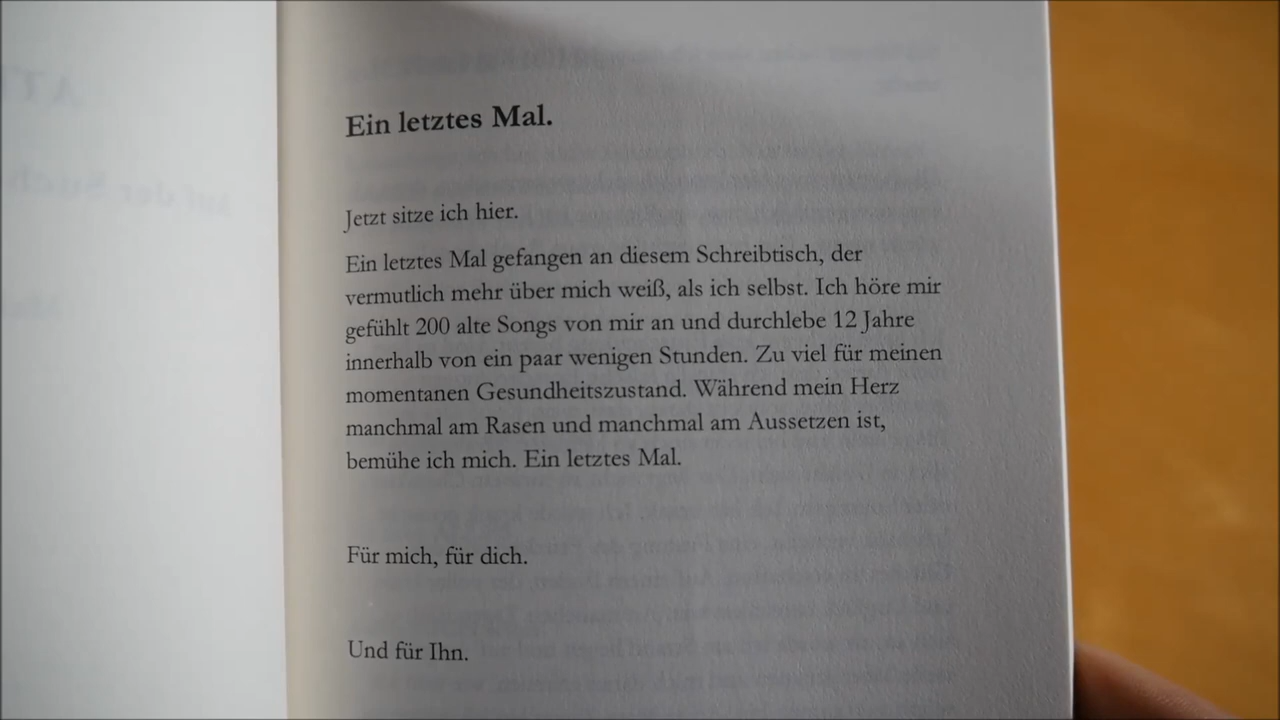 Ein letztes Mal.
Jetzt sitze ich hier.
Ein letztes Mal gefangen an diesem Schreibtisch, der
vermutlich mehr über mich weiß, als ich selbst. Ich höre mir
gefühlt 200 alte Songs von mir an und durchlebe 12 Jahre
innerhalb von ein paar wenigen Stunden. Zu viel für meinen
momentanen Gesundheitszustand. Während mein Herz
manchmal am Rasen und manchmal am Aussetzen ist,
bemühe ich mich. Ein letztes Mal.
Für mich, für dich.
Und für Ihn.